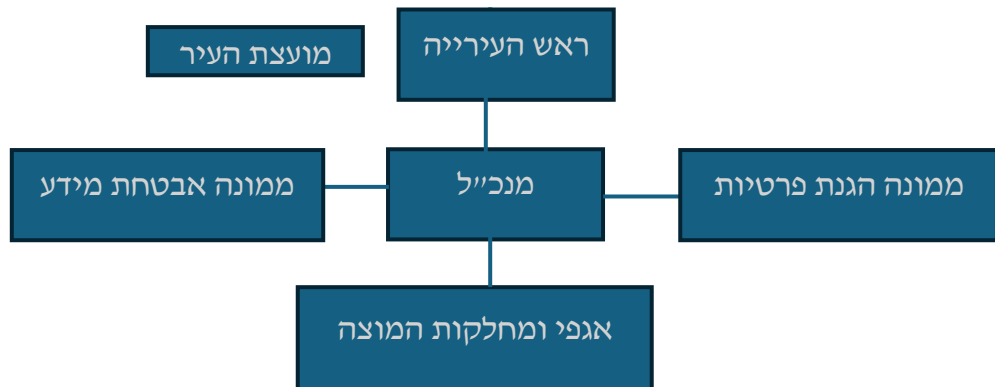 ראש העירייה
מועצת העיר
ממונה הגנת פרטיות
מנכ״ל
ממונה אבטחת מידע
אגפי ומחלקות המוצה